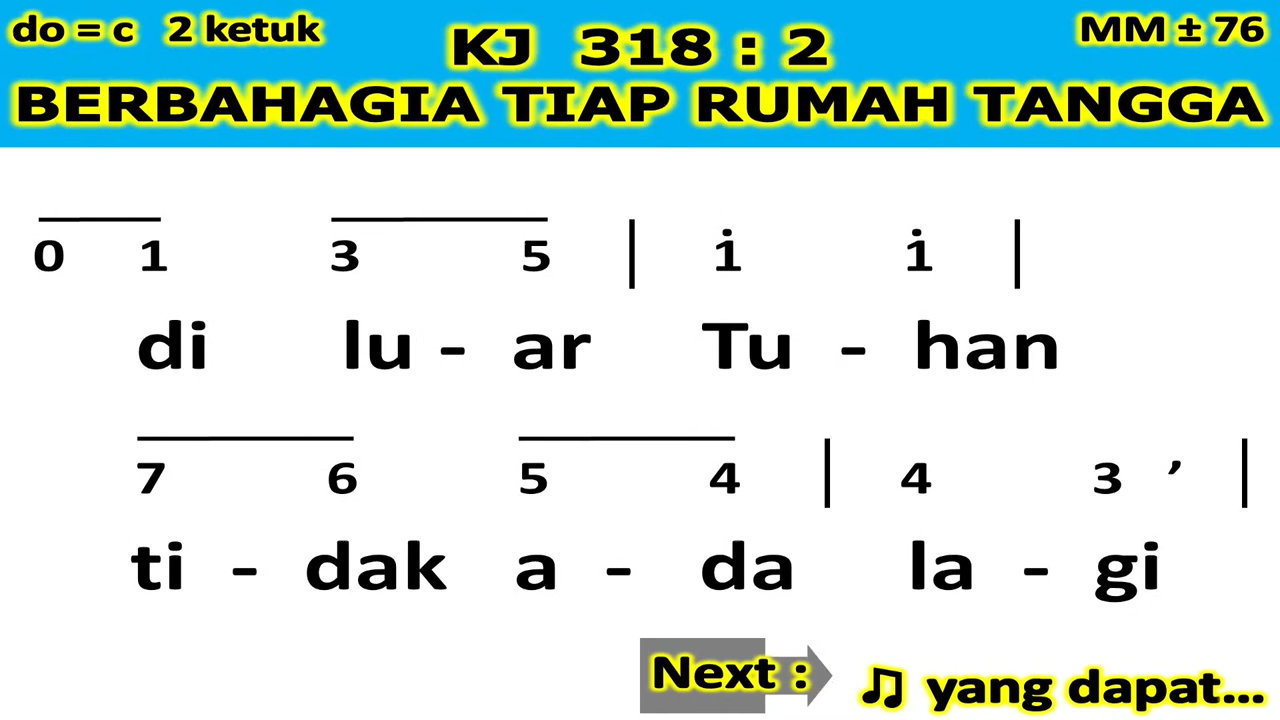 do = c 2 ketuk
KJ 318 : 2
MM ± 76
BERBAHAGIA TIAP RUMAH TANGGA
0 1 3 5 | i i |
di lu - ar Tu - han
7 6 5 4 | 4 3 ’ |
ti - dak a - da la - gi
Next : ♫ yang dapat...